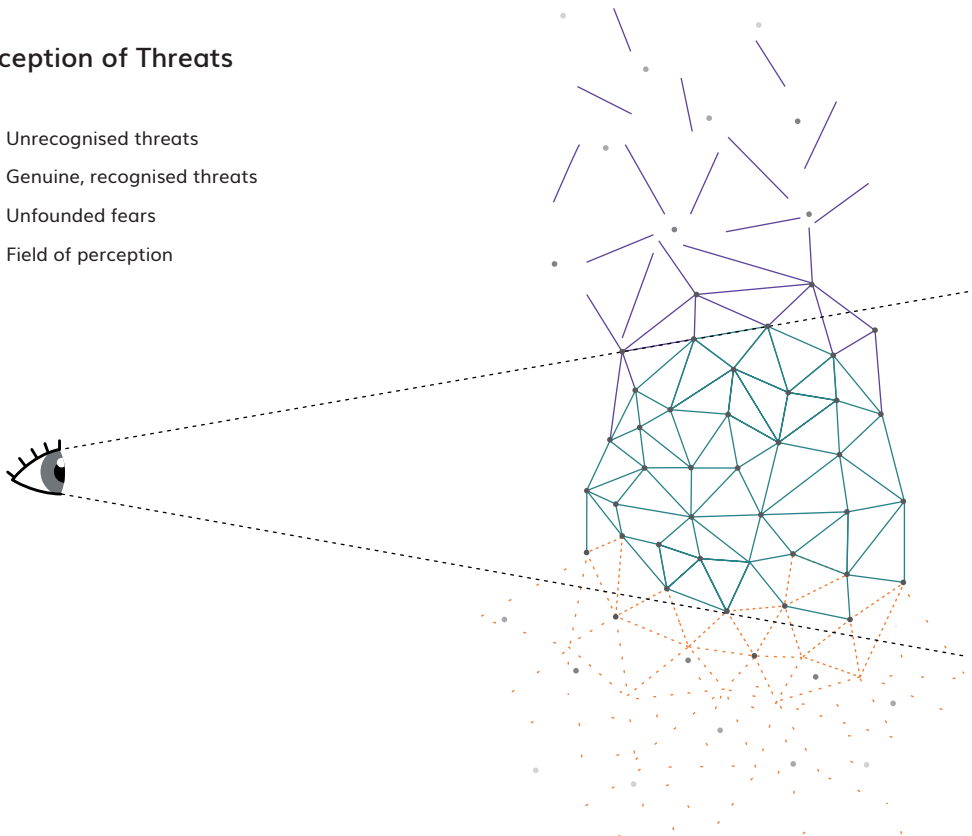 ception of Threats
Unrecognised threats
Genuine, recognised threats
Unfounded fears
Field of perception